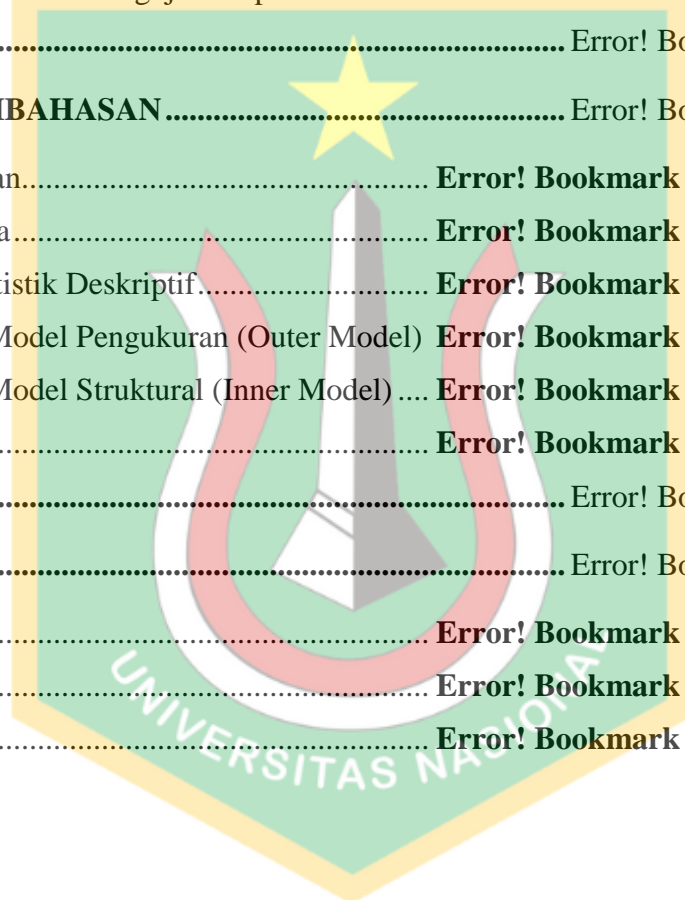 ........ Error! Bo
IBAHASAN........ Error! Bo
an........ Error! Bookmark
a........ Error! Bookmark
tistik Deskriptif........ Error! Bookmark
Model Pengukuran (Outer Model) Error! Bookmark
Model Struktural (Inner Model).... Error! Bookmark
........ Error! Bookmark
........ Error! Bo
........ Error! Bo
........ Error! Bookmark
........ Error! Bookmark
........ Error! Bookmark
UNIVERSITAS NASIONAL